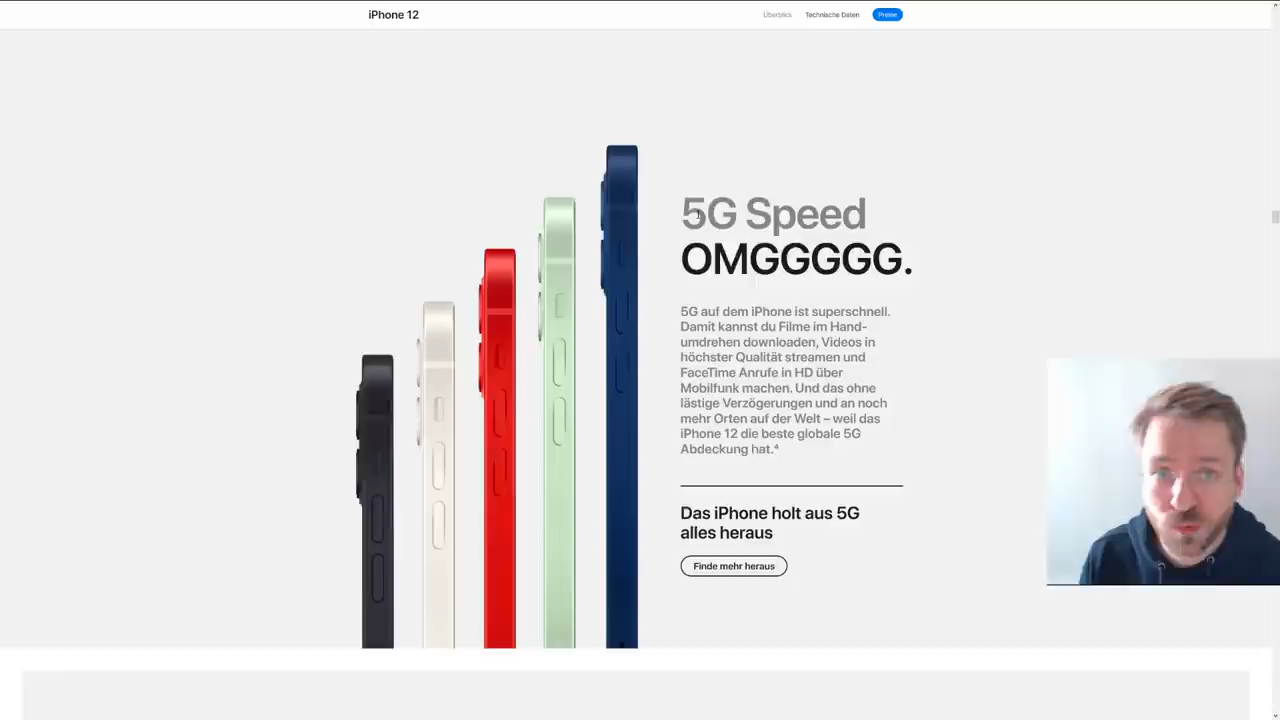 iPhone 12
Überblick
Technische Daten
Preise
5G Speed
OMGGGGG.
5G auf dem iPhone ist superschnell.
Damit kannst du Filme im Hand-
umdrehen downloaden, Videos in
höchster Qualität streamen und
FaceTime Anrufe in HD über
Mobilfunk machen. Und das ohne
lästige Verzögerungen und an noch
mehr Orten auf der Welt – weil das
iPhone 12 die beste globale 5G
Abdeckung hat.⁴
Das iPhone holt aus 5G
alles heraus
Finde mehr heraus